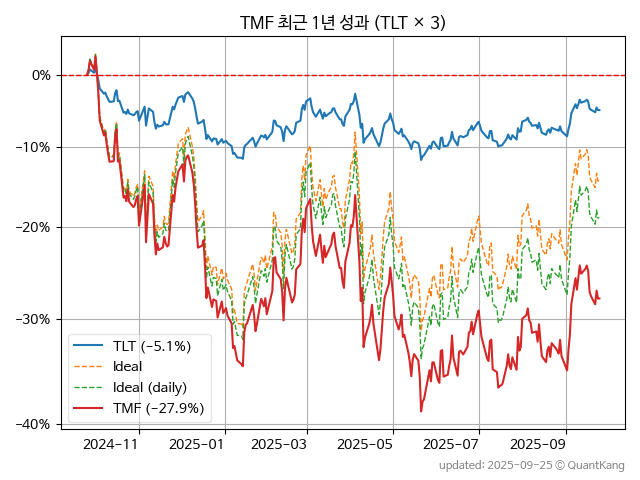 TMF 최근 1년 성과 (TLT × 3)
0%
−10%
−20%
−30%
−40%
TLT (−5.1%)
Ideal
Ideal (daily)
TMF (−27.9%)
2024−11 2025−01 2025−03 2025−05 2025−07 2025−09
updated: 2025−09−25 ⓒ QuantKang